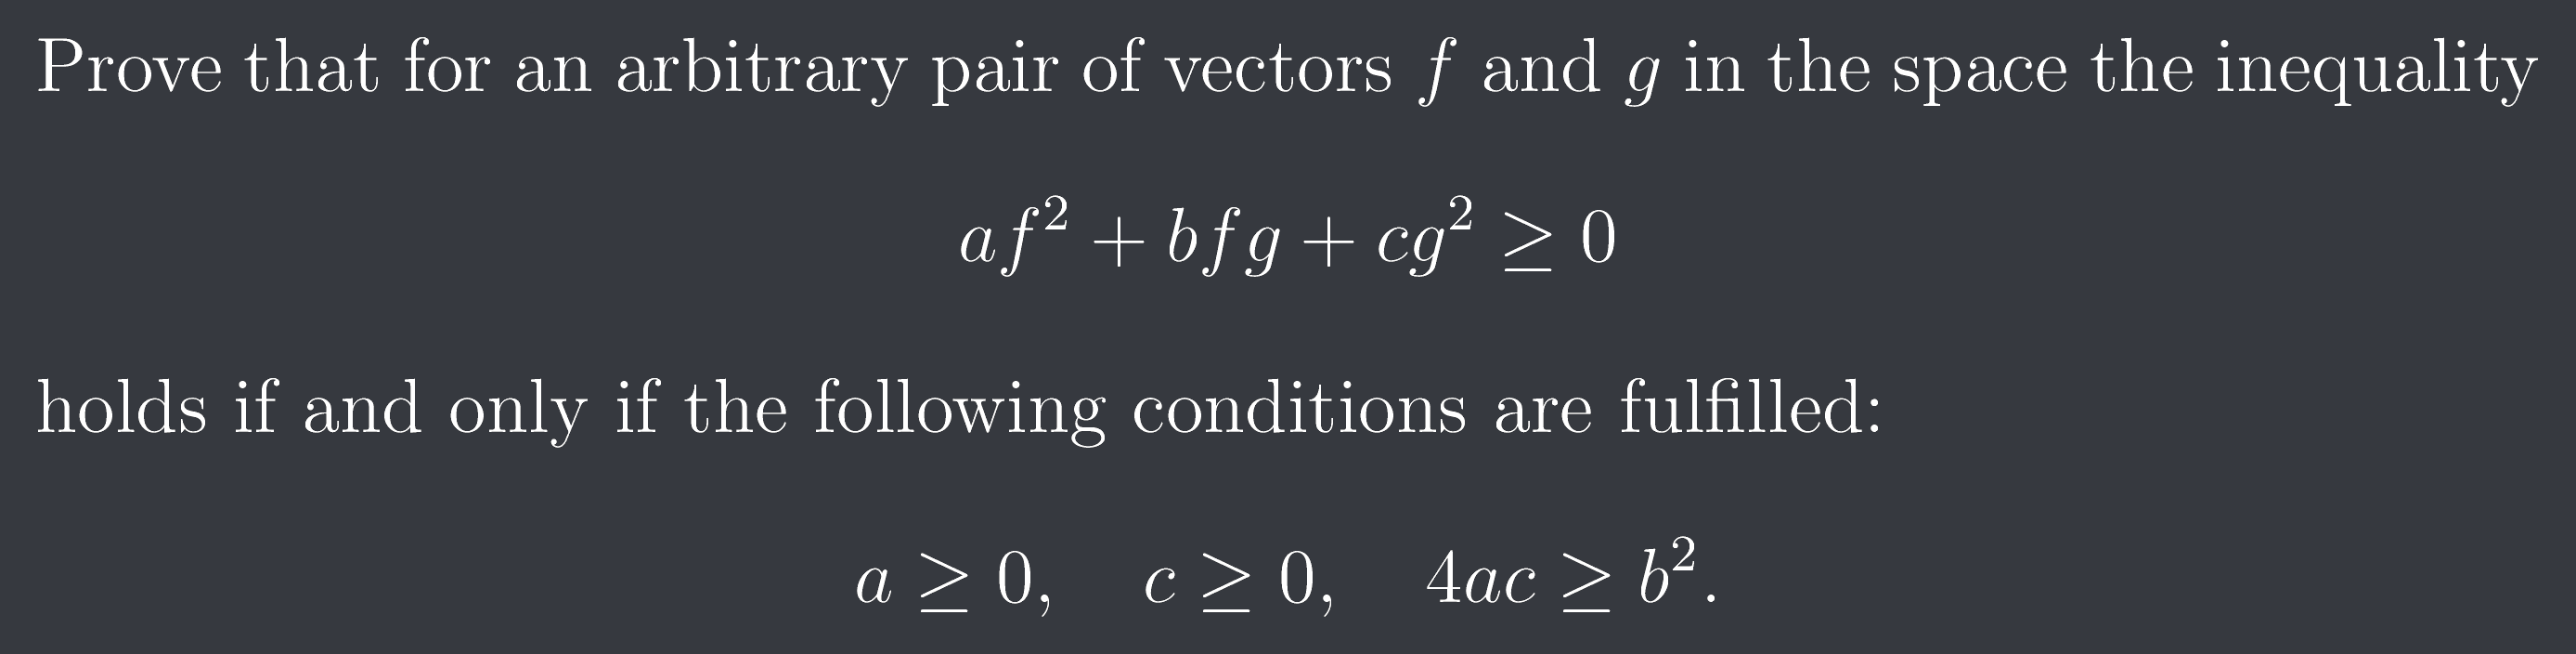 Prove that for an arbitrary pair of vectors f and g in the space the inequality
af² + bfg + cg² ≥ 0
holds if and only if the following conditions are fulfilled:
a ≥ 0, c ≥ 0, 4ac ≥ b².